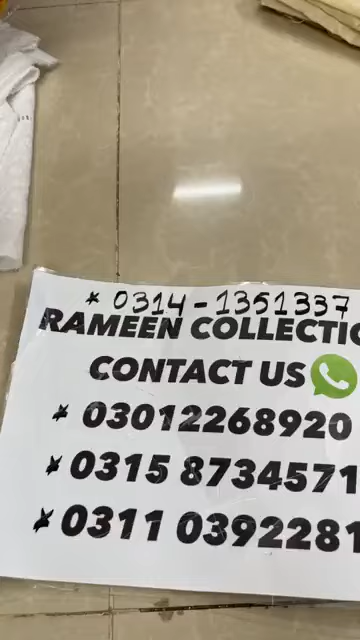 * 0314-1351337
RAMEEN COLLECTIO
CONTACT US
* 03012268920
* 0315 8734571
* 0311 0392281